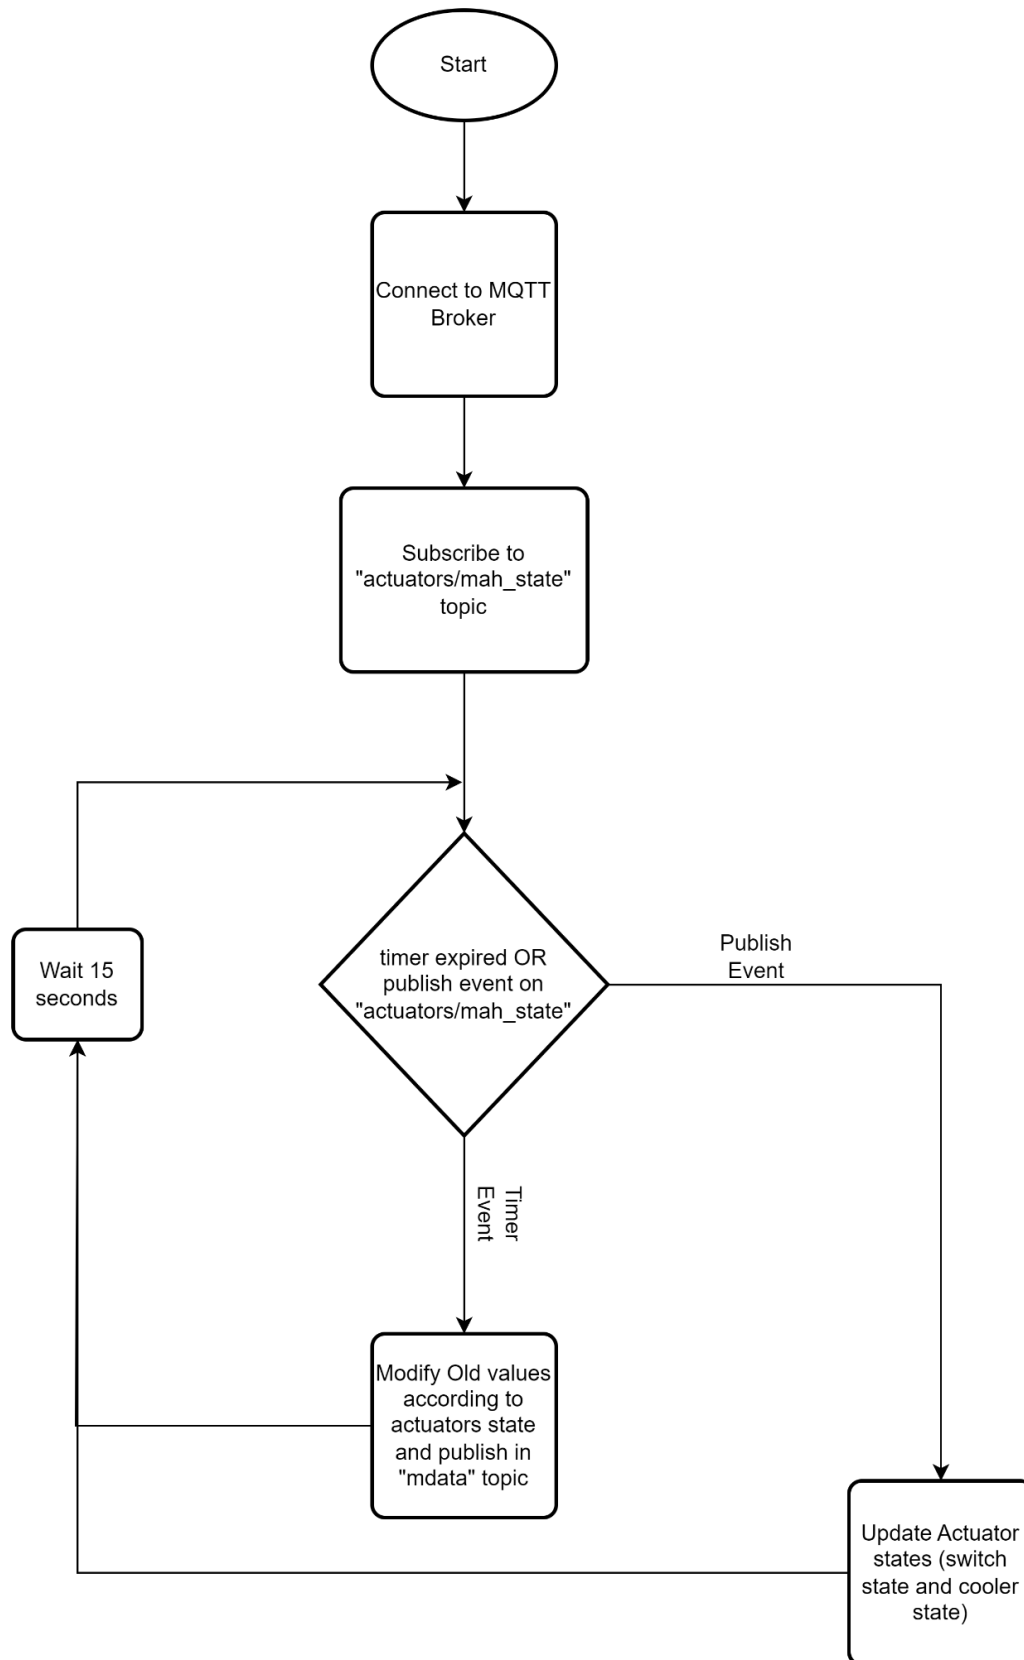 Start
Connect to MQTT
Broker
Subscribe to
"actuators/mah_state"
topic
Wait 15
seconds
timer expired OR
publish event on
"actuators/mah_state"
Publish
Event
Timer
Event
Modify Old values
according to
actuators state
and publish in
"mdata" topic
Update Actuator
states (switch
state and cooler
state)